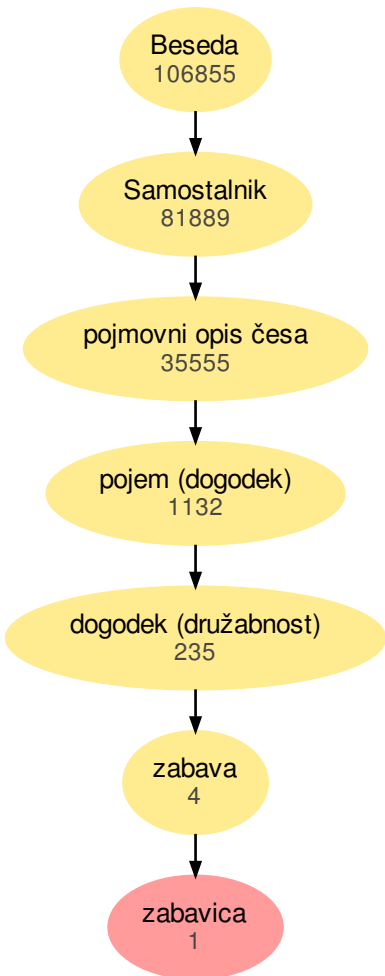 Beseda
106855
Samostalnik
81889
pojmovni opis česa
35555
pojem (dogodek)
1132
dogodek (družabnost)
235
zabava
4
zabavica
1